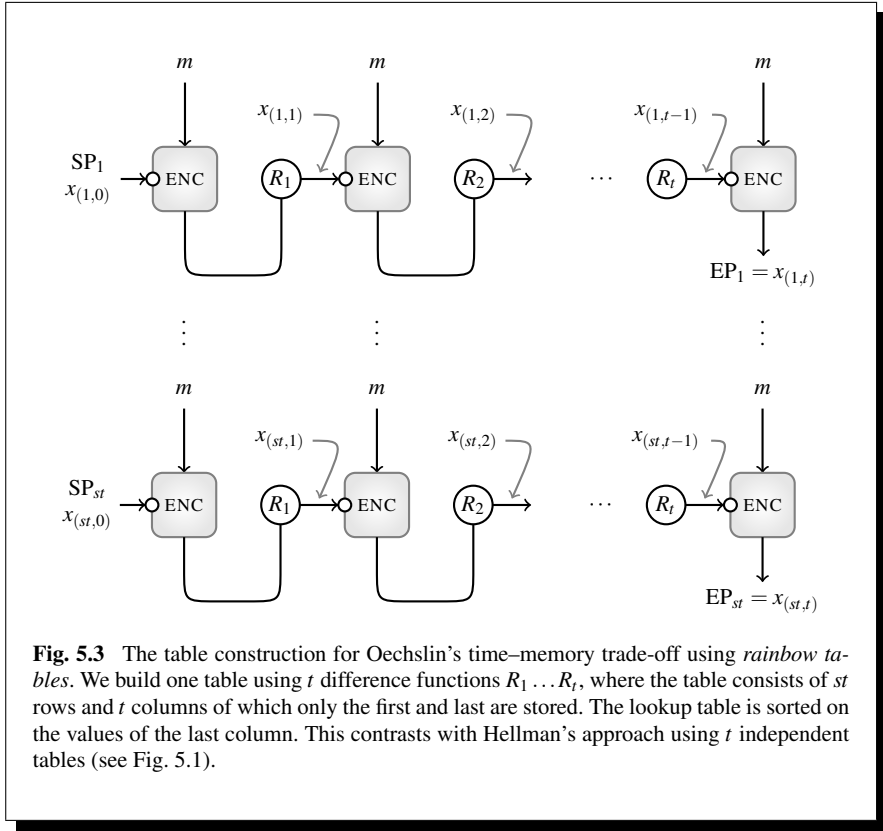 m m m
x(1,1) x(1,2) x(1,t−1)
SP1
x(1,0)
ENC R1 ENC R2 ··· Rt ENC
EP1 = x(1,t)
⋮ ⋮ ⋮
m m m
x(st,1) x(st,2) x(st,t−1)
SPst
x(st,0)
ENC R1 ENC R2 ··· Rt ENC
EPst = x(st,t)
Fig. 5.3 The table construction for Oechslin's time–memory trade-off using rainbow ta-
bles. We build one table using t difference functions R1 ... Rt, where the table consists of st
rows and t columns of which only the first and last are stored. The lookup table is sorted on
the values of the last column. This contrasts with Hellman's approach using t independent
tables (see Fig. 5.1).